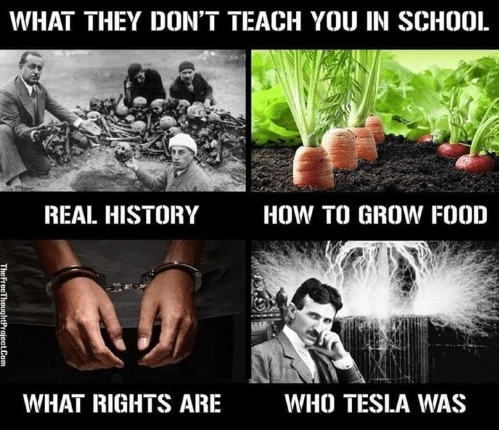 WHAT THEY DON'T TEACH YOU IN SCHOOL
REAL HISTORY
HOW TO GROW FOOD
TheFreeThoughtProject.Com
WHAT RIGHTS ARE
WHO TESLA WAS